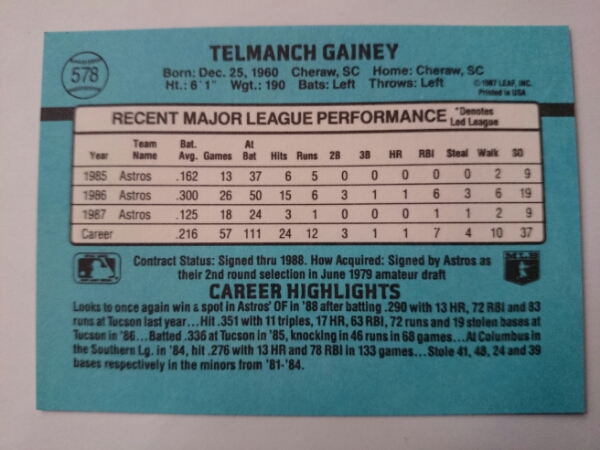 578
TELMANCH GAINEY
Born: Dec. 25, 1960 Cheraw, SC Home: Cheraw, SC
Ht.: 6'1" Wgt.: 190 Bats: Left Throws: Left
© 1987 LEAF, INC.
Printed in USA
RECENT MAJOR LEAGUE PERFORMANCE *Denotes Led League
Year Team Name Bat. Avg. Games At Bat Hits Runs 2B 3B HR RBI Steal Walk SO
1985 Astros .162 13 37 6 5 0 0 0 0 0 2 9
1986 Astros .300 26 50 15 6 3 1 1 6 3 6 19
1987 Astros .125 18 24 3 1 0 0 0 1 1 2 9
Career .216 57 111 24 12 3 1 1 7 4 10 37
Contract Status: Signed thru 1988. How Acquired: Signed by Astros as
their 2nd round selection in June 1979 amateur draft
MLB
CAREER HIGHLIGHTS
Looks to once again win a spot in Astros' OF in '88 after batting .290 with 13 HR, 72 RBI and 83
runs at Tucson last year...Hit .351 with 11 triples, 17 HR, 63 RBI, 72 runs and 19 stolen bases at
Tucson in '86...Batted .336 at Tucson in '85, knocking in 46 runs in 68 games...At Columbus in
the Southern Lg. in '84, hit .276 with 13 HR and 78 RBI in 133 games...Stole 41, 48, 24 and 39
bases respectively in the minors from '81-'84.